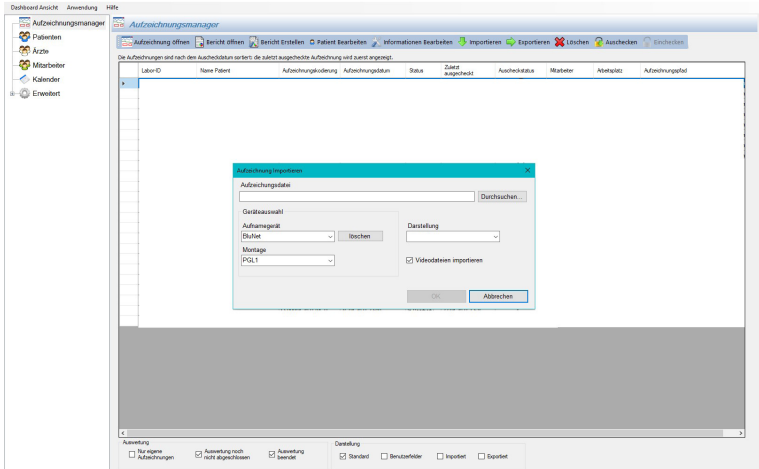 Dashboard Ansicht Anwendung Hilfe
Aufzeichnungsmanager
Patienten
Ärzte
Mitarbeiter
Kalender
Erweitert
Aufzeichnungsmanager
Aufzeichnung öffnen Bericht öffnen Bericht Erstellen Patient Bearbeiten Informationen Bearbeiten Importieren Exportieren Löschen Auschecken Einchecken
Die Aufzeichnungen sind nach dem Auscheckdatum sortiert: die zuletzt ausgecheckte Aufzeichnung wird zuerst angezeigt.
Labor-ID Name Patient Aufzeichnungskodierung Aufzeichnungsdatum Status Zuletzt ausgecheckt Auscheckstatus Mitarbeiter Arbeitsplatz Aufzeichnungspfad
Aufzeichnung importieren
Aufzeichungsdatei
Durchsuchen...
Geräteauswahl
Aufnamegerät
BluNet
löschen
Montage
PGL1
Darstellung
Videodateien importieren
OK Abbrechen
Auswertung
Nur eigene Aufzeichnungen
Auswertung noch nicht abgeschlossen
Auswertung beendet
Darstellung
Standard Benutzerfelder Importiert Exportiert